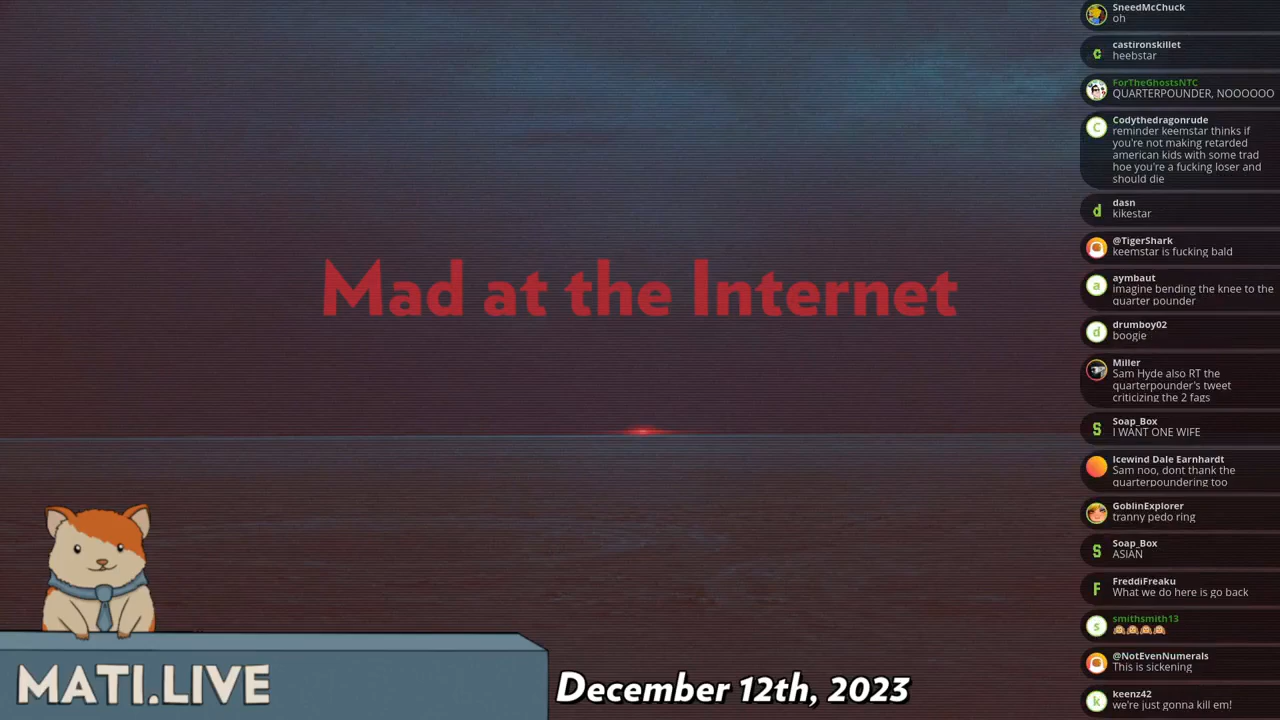 SneedMcChuck
oh
castironskillet
heebstar
ForTheGhostsNTC
QUARTERPOUNDER, NOOOOOO
Codythedragonrude
reminder keemstar thinks if
you're not making retarded
american kids with some trad
hoe you're a fucking loser and
should die
dasn
kikestar
@TigerShark
keemstar is fucking bald
aymbaut
imagine bending the knee to the
quarter pounder
drumboy02
boogie
Miller
Sam Hyde also RT the
quarterpounder's tweet
criticizing the 2 fags
Soap_Box
I WANT ONE WIFE
Icewind Dale Earnhardt
Sam noo, dont thank the
quarterpoundering too
GoblinExplorer
tranny pedo ring
Soap_Box
ASIAN
FreddiFreaku
What we do here is go back
smithsmith13
🙈🙈🙈🙈
@NotEvenNumerals
This is sickening
keenz42
we're just gonna kill em!
Mad at the Internet
MATI.LIVE
December 12th, 2023